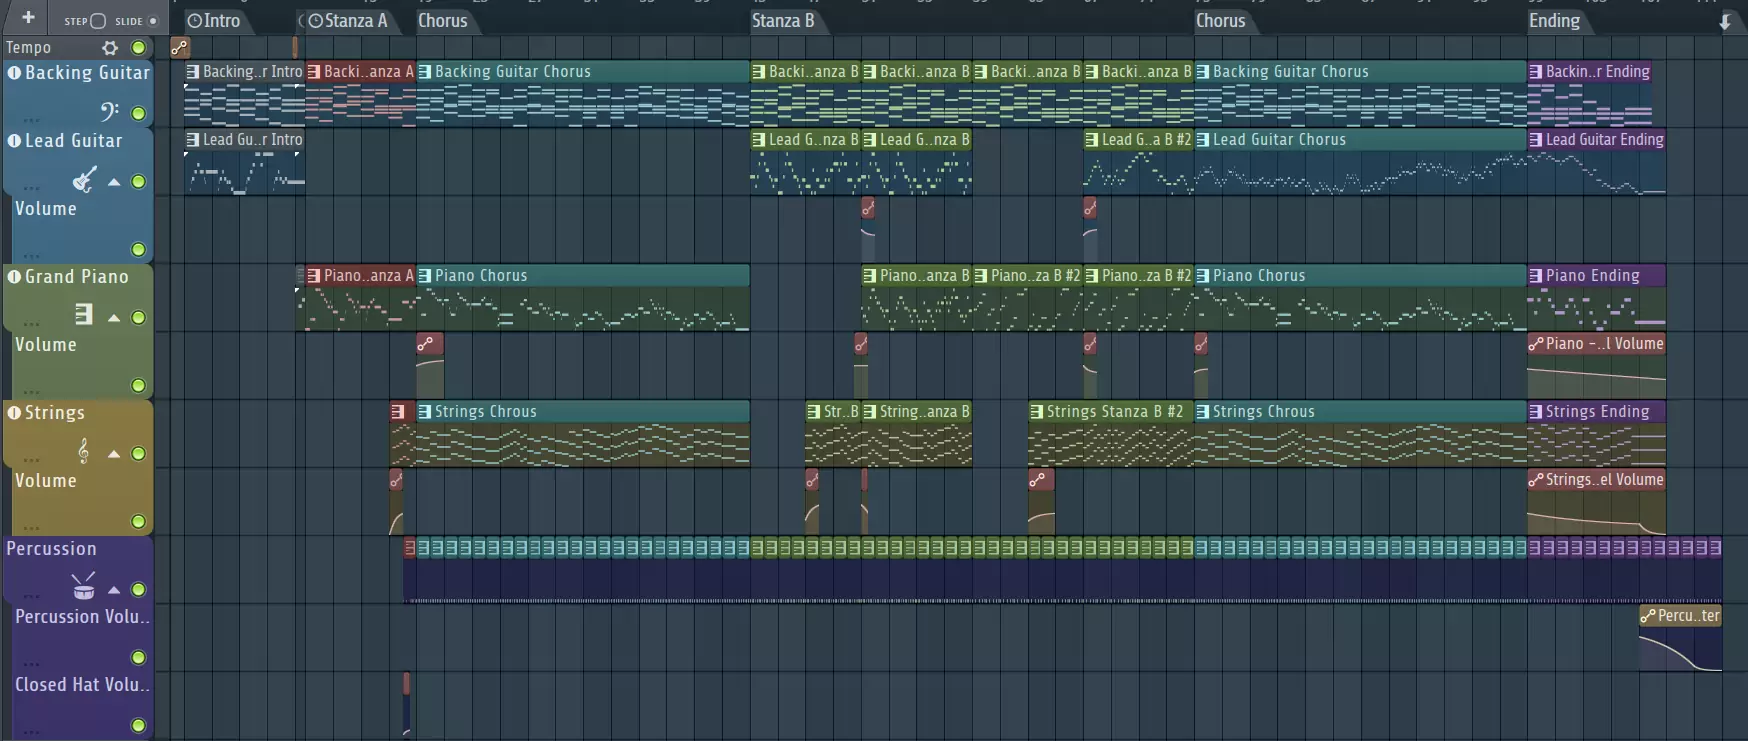 STEP SLIDE
Intro Stanza A Chorus Stanza B Chorus Ending
Tempo
Backing Guitar Backing..r Intro Backi..anza A Backing Guitar Chorus Backi..anza B Backi..anza B Backi..anza B Backi..anza B Backing Guitar Chorus Backin..r Ending
Lead Guitar Lead Gu..r Intro Lead G..nza B Lead G..nza B Lead G..a B #2 Lead Guitar Chorus Lead Guitar Ending
Volume
Grand Piano Piano..anza A Piano Chorus Piano..anza B Piano..za B #2 Piano..za B #2 Piano Chorus Piano Ending
Volume Piano -..l Volume
Strings Strings Chrous Str..B String..anza B Strings Stanza B #2 Strings Chrous Strings Ending
Volume Strings..el Volume
Percussion
Percussion Volu.. Percu..ter
Closed Hat Volu..